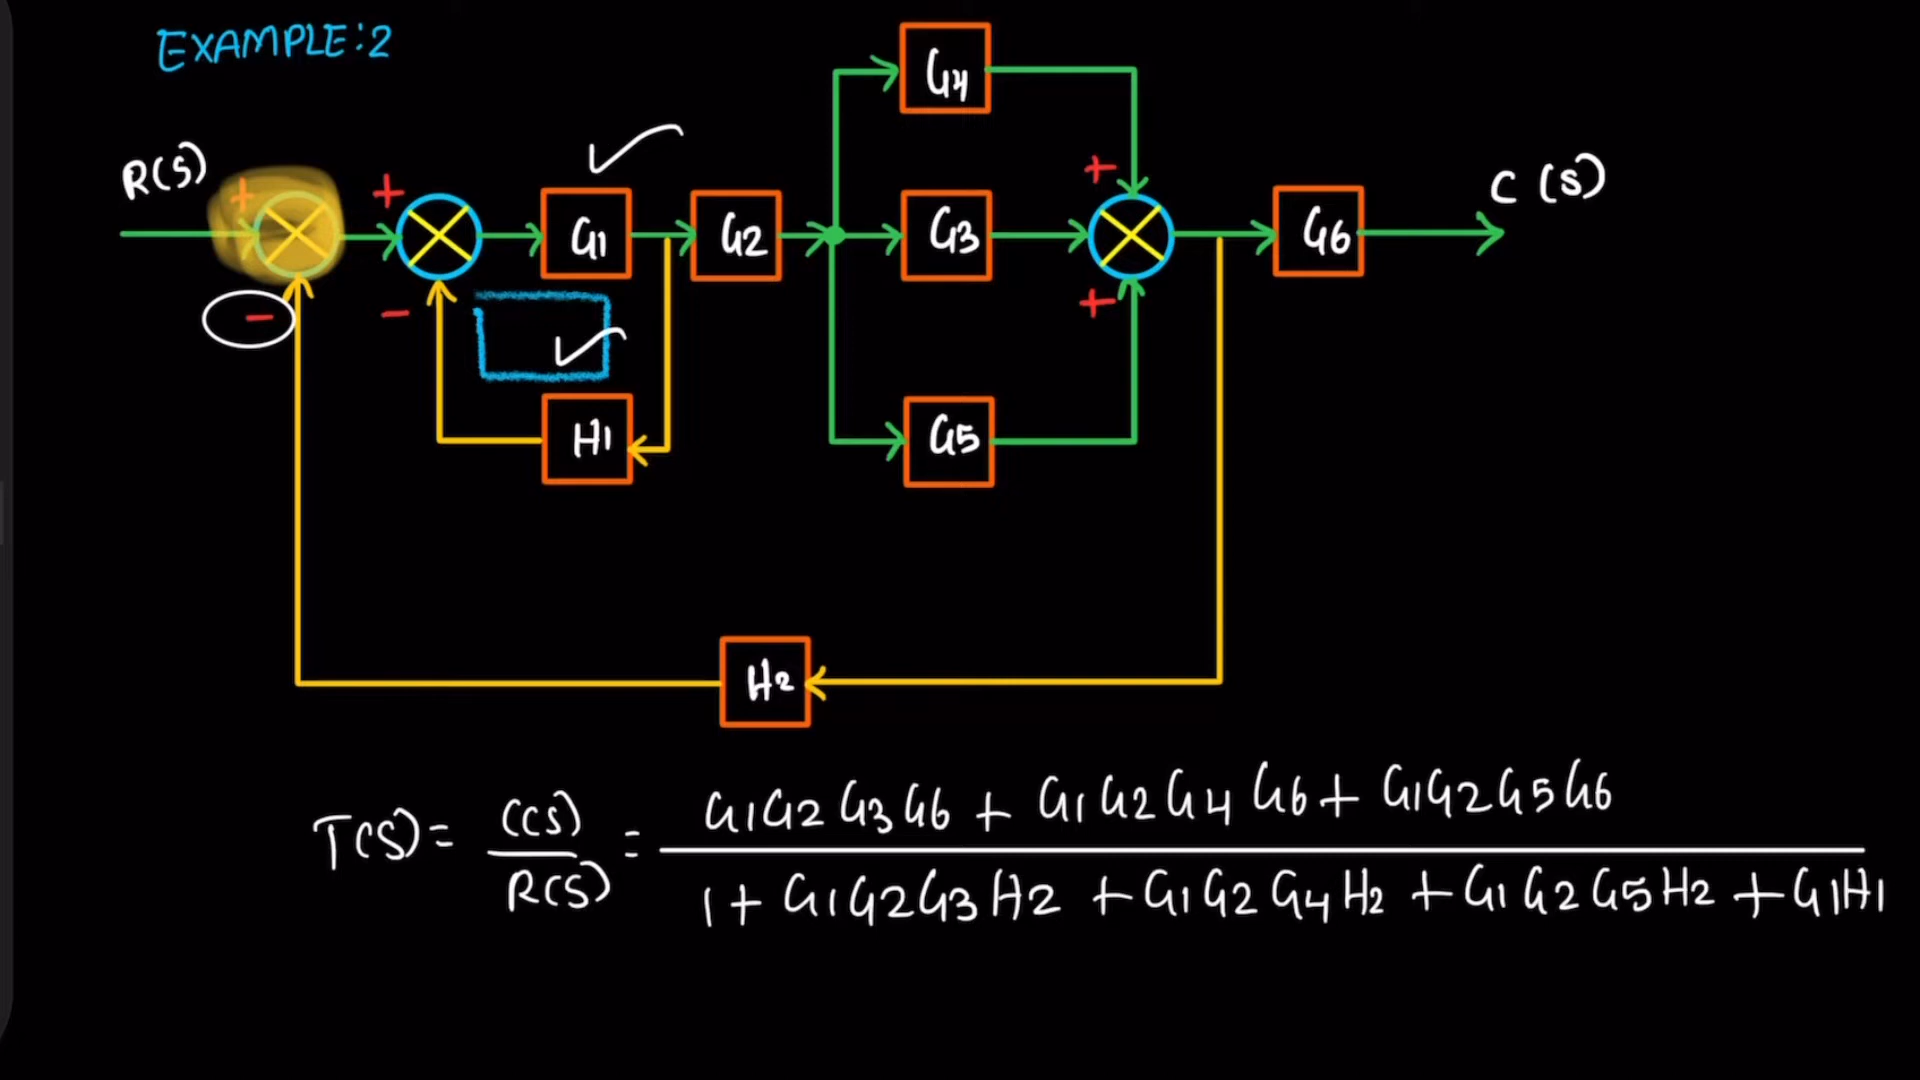 EXAMPLE:2
G4
R(S)
+
+
+
C(S)
G1
G2
G3
G6
-
-
+
H1
G5
H2
T(S) = C(S)/R(S) = G1G2G3G6 + G1G2G4G6 + G1G2G5G6
1 + G1G2G3H2 + G1G2G4H2 + G1G2G5H2 + G1H1